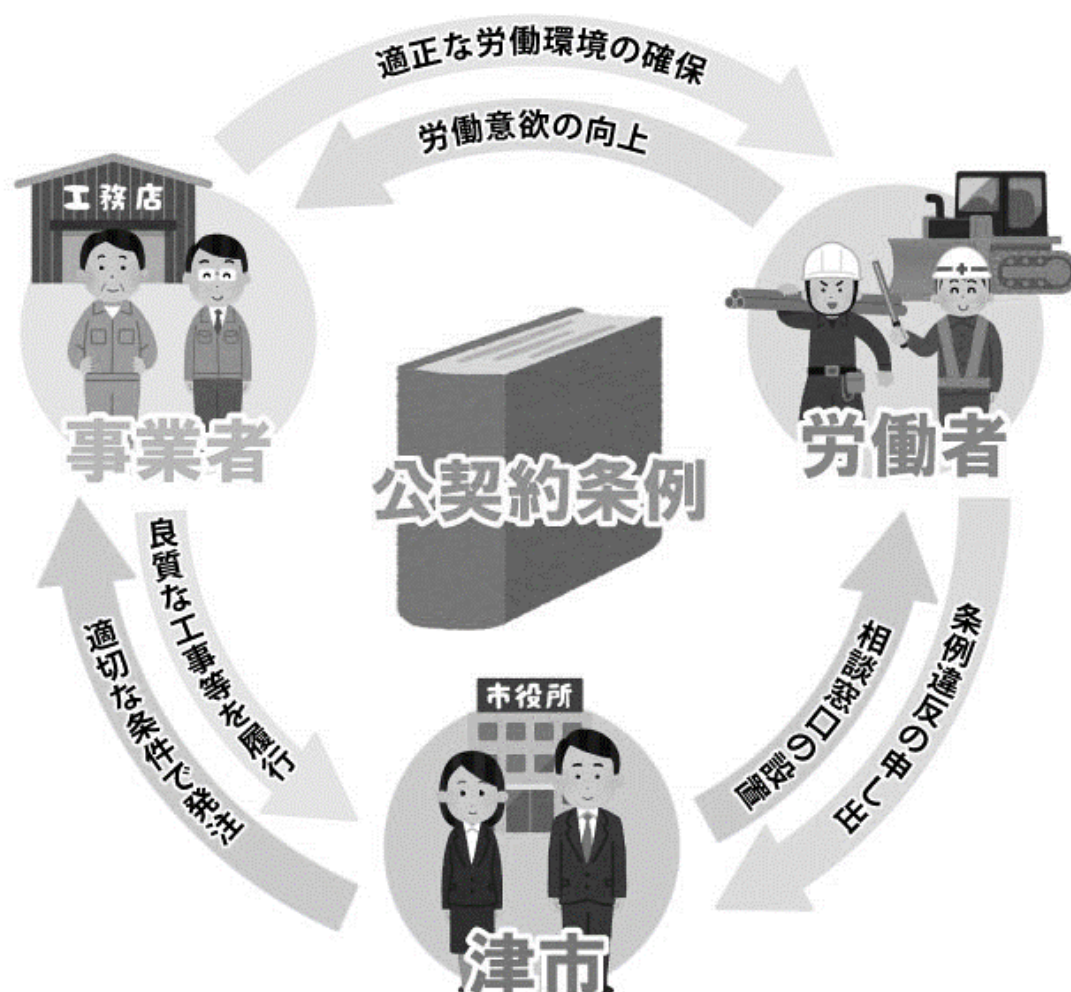 適正な労働環境の確保
労働意欲の向上
工務店
事業者
労働者
公契約条例
良質な工事等を履行
適切な条件で発注
相談窓口の設置
条例違反の申し出
市役所
津市